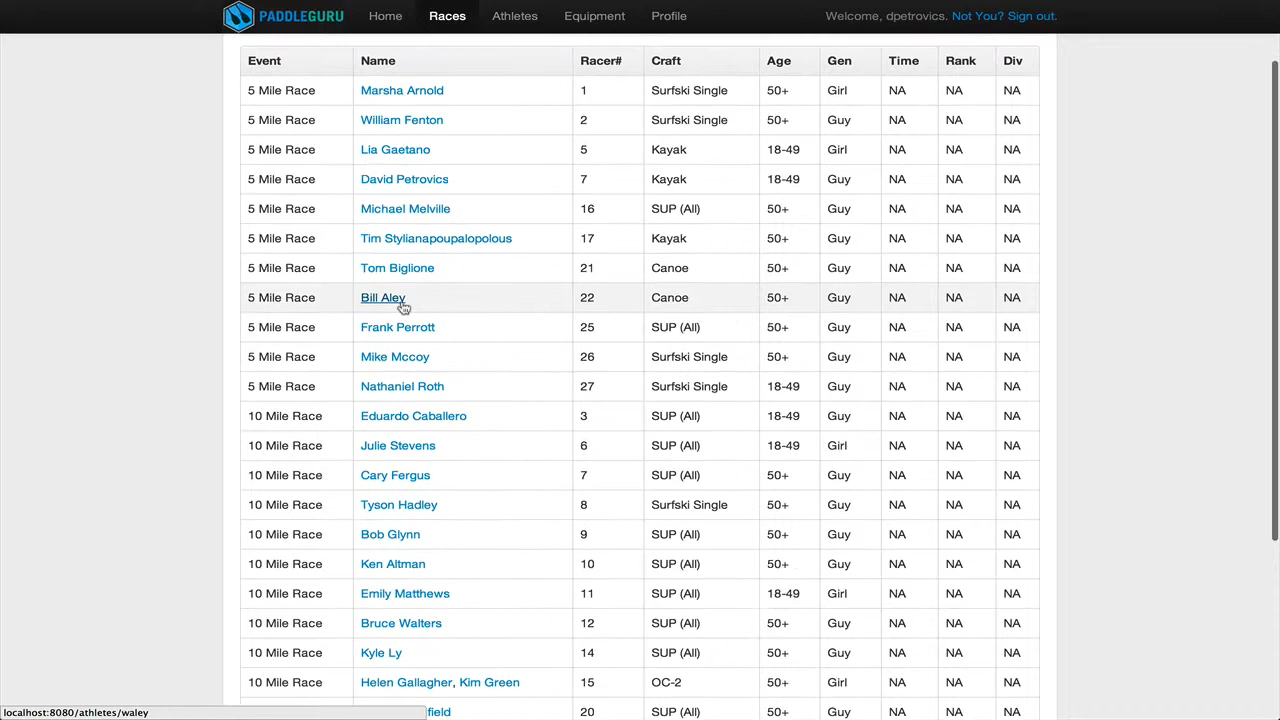 PADDLEGURU Home Races Athletes Equipment Profile Welcome, dpetrovics. Not You? Sign out.
Event Name Racer# Craft Age Gen Time Rank Div
5 Mile Race Marsha Arnold 1 Surfski Single 50+ Girl NA NA NA
5 Mile Race William Fenton 2 Surfski Single 50+ Guy NA NA NA
5 Mile Race Lia Gaetano 5 Kayak 18-49 Girl NA NA NA
5 Mile Race David Petrovics 7 Kayak 18-49 Guy NA NA NA
5 Mile Race Michael Melville 16 SUP (All) 50+ Guy NA NA NA
5 Mile Race Tim Stylianapoupalopolous 17 Kayak 50+ Guy NA NA NA
5 Mile Race Tom Biglione 21 Canoe 50+ Guy NA NA NA
5 Mile Race Bill Aley 22 Canoe 50+ Guy NA NA NA
5 Mile Race Frank Perrott 25 SUP (All) 50+ Guy NA NA NA
5 Mile Race Mike Mccoy 26 Surfski Single 50+ Guy NA NA NA
5 Mile Race Nathaniel Roth 27 Surfski Single 18-49 Guy NA NA NA
10 Mile Race Eduardo Caballero 3 SUP (All) 18-49 Guy NA NA NA
10 Mile Race Julie Stevens 6 SUP (All) 18-49 Girl NA NA NA
10 Mile Race Cary Fergus 7 SUP (All) 50+ Guy NA NA NA
10 Mile Race Tyson Hadley 8 Surfski Single 50+ Guy NA NA NA
10 Mile Race Bob Glynn 9 SUP (All) 50+ Guy NA NA NA
10 Mile Race Ken Altman 10 SUP (All) 50+ Guy NA NA NA
10 Mile Race Emily Matthews 11 SUP (All) 18-49 Girl NA NA NA
10 Mile Race Bruce Walters 12 SUP (All) 50+ Guy NA NA NA
10 Mile Race Kyle Ly 14 SUP (All) 50+ Guy NA NA NA
10 Mile Race Helen Gallagher, Kim Green 15 OC-2 50+ Girl NA NA NA
field 20 SUP (All) 50+ Guy NA NA NA
localhost:8080/athletes/waley